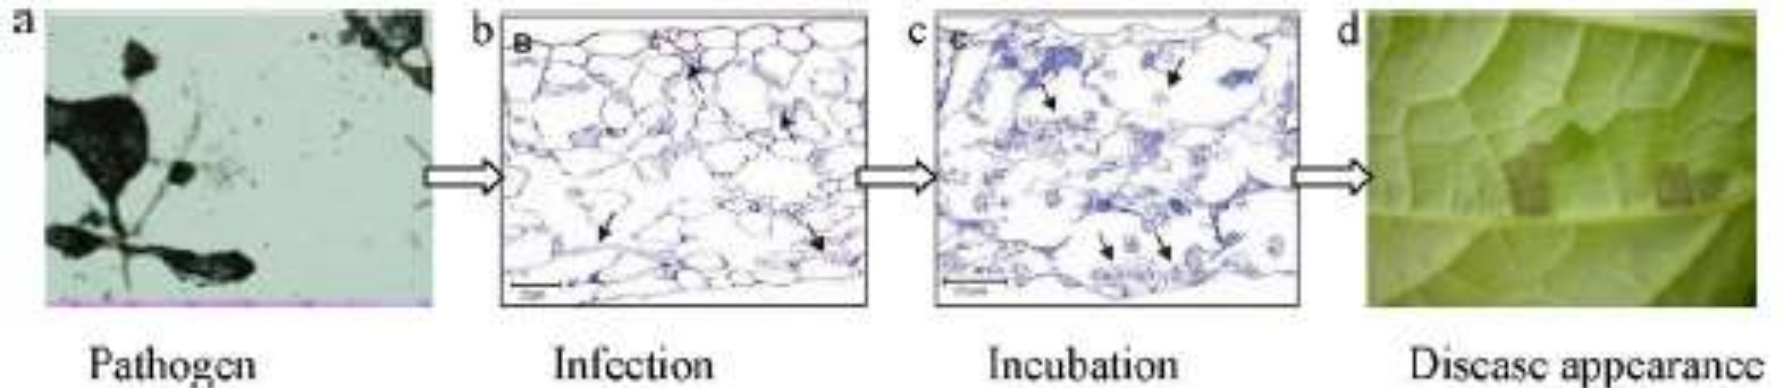 a
b
c
d
B
C
Pathogen
Infection
Incubation
Disease appearance